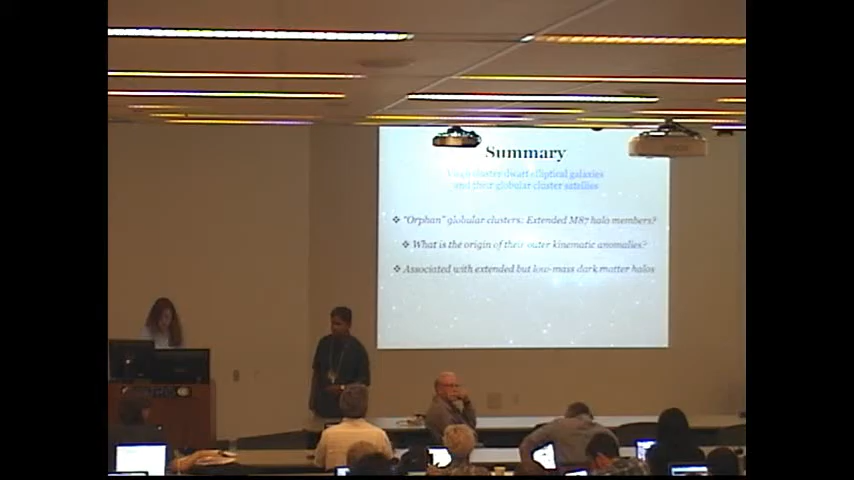 Summary
Virgo cluster dwarf elliptical galaxies
and their globular cluster satellites
❖ "Orphan" globular clusters: Extended M87 halo members?
❖ What is the origin of their outer kinematic anomalies?
❖ Associated with extended but low-mass dark matter halos